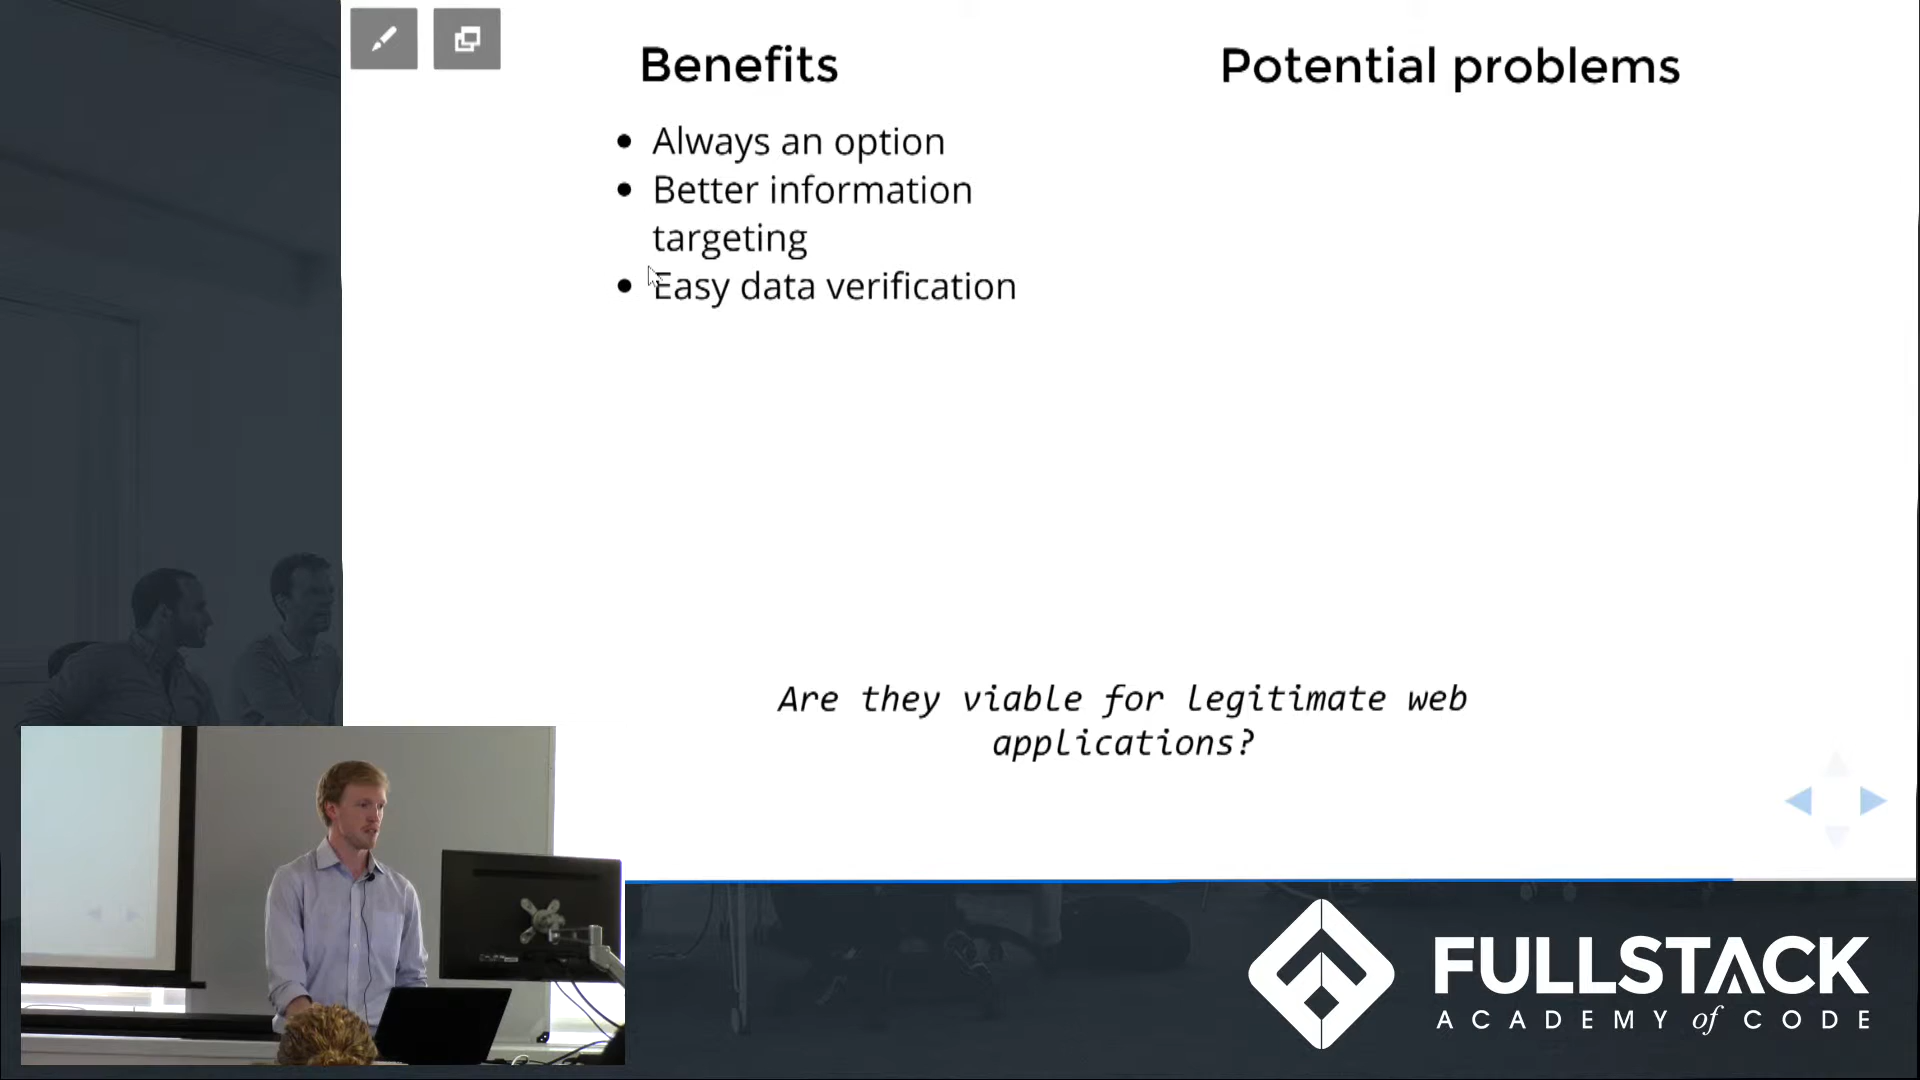 Benefits
Always an option
Better information
targeting
Easy data verification
Potential problems
Are they viable for legitimate web
applications?
FULLSTACK
ACADEMY of CODE